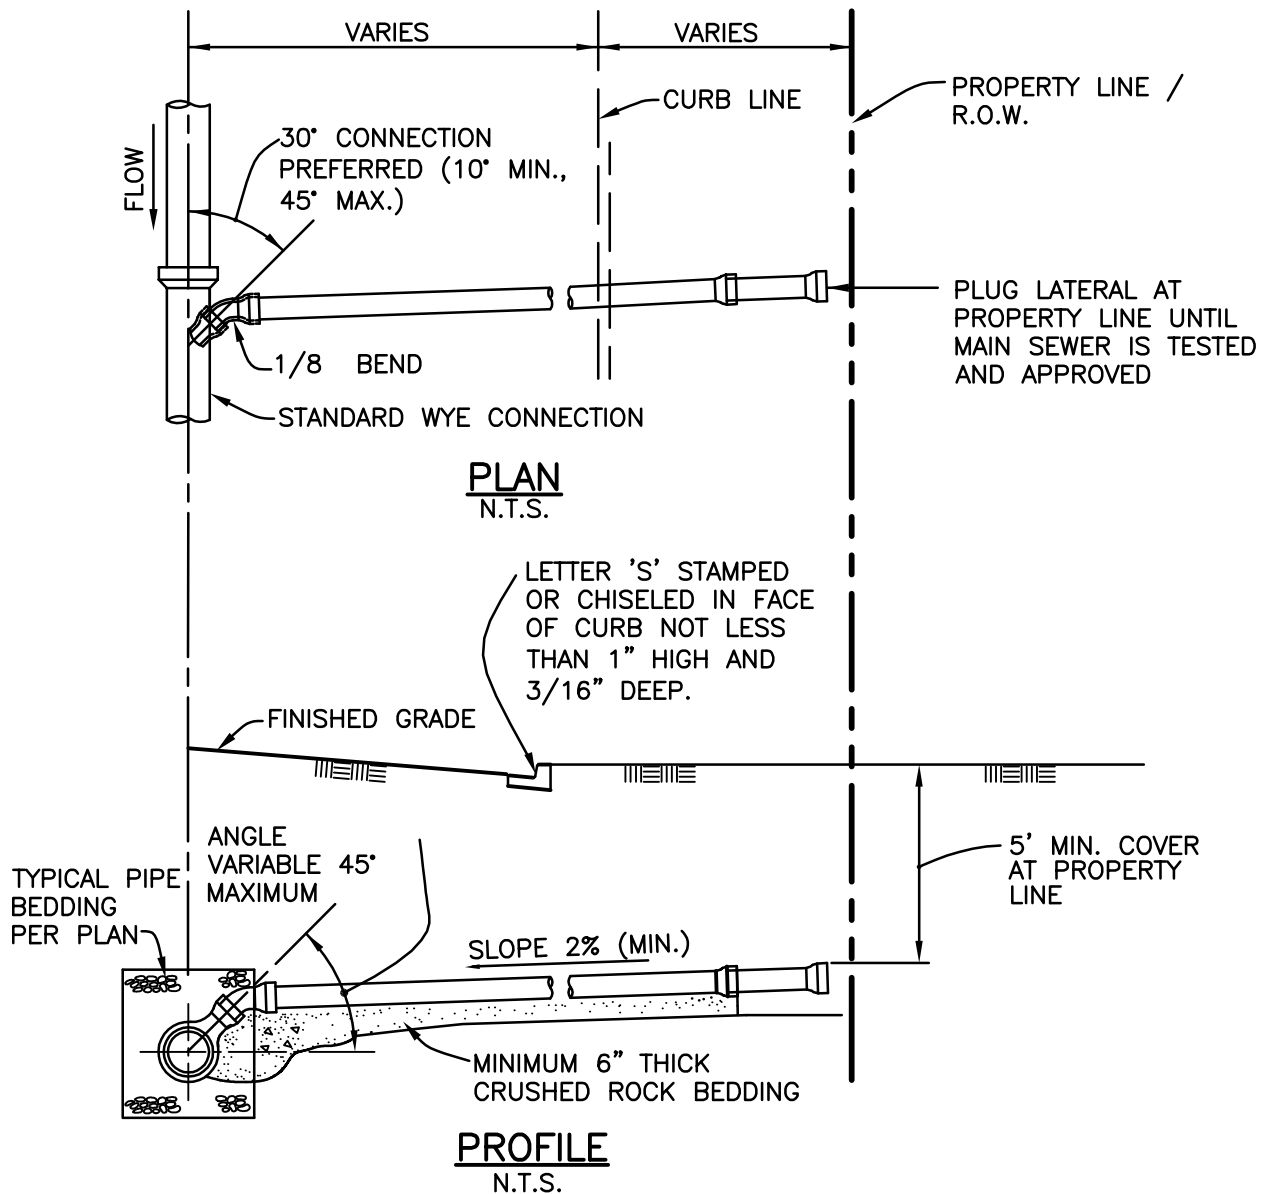 VARIES
VARIES
PROPERTY LINE /
R.O.W.
CURB LINE
30° CONNECTION
PREFERRED (10° MIN.,
45° MAX.)
FLOW
PLUG LATERAL AT
PROPERTY LINE UNTIL
MAIN SEWER IS TESTED
AND APPROVED
1/8 BEND
STANDARD WYE CONNECTION
PLAN
N.T.S.
LETTER 'S' STAMPED
OR CHISELED IN FACE
OF CURB NOT LESS
THAN 1" HIGH AND
3/16" DEEP.
FINISHED GRADE
ANGLE
VARIABLE 45°
MAXIMUM
5' MIN. COVER
AT PROPERTY
LINE
TYPICAL PIPE
BEDDING
PER PLAN
SLOPE 2% (MIN.)
MINIMUM 6" THICK
CRUSHED ROCK BEDDING
PROFILE
N.T.S.